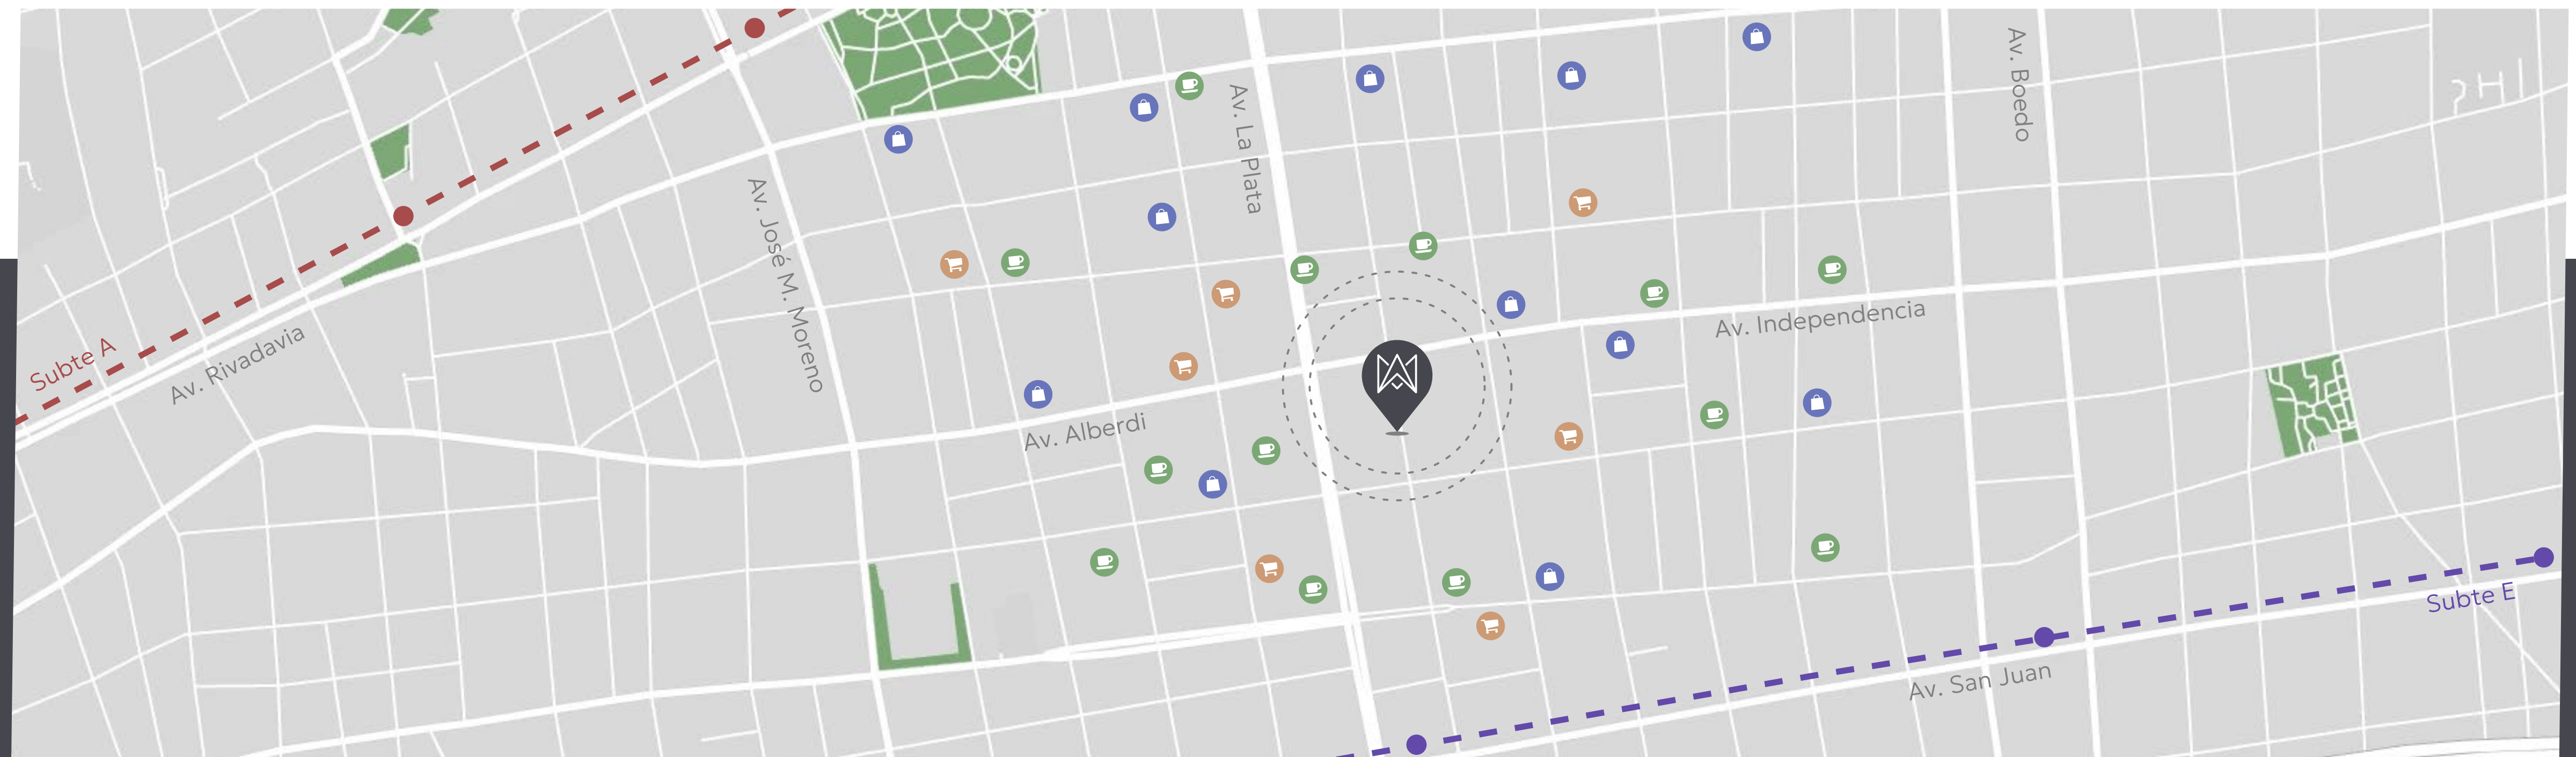 Av. Boedo
Av. La Plata
Av. José M. Moreno
Av. Independencia
Subte A
Av. Rivadavia
Av. Alberdi
Subte E
Av. San Juan